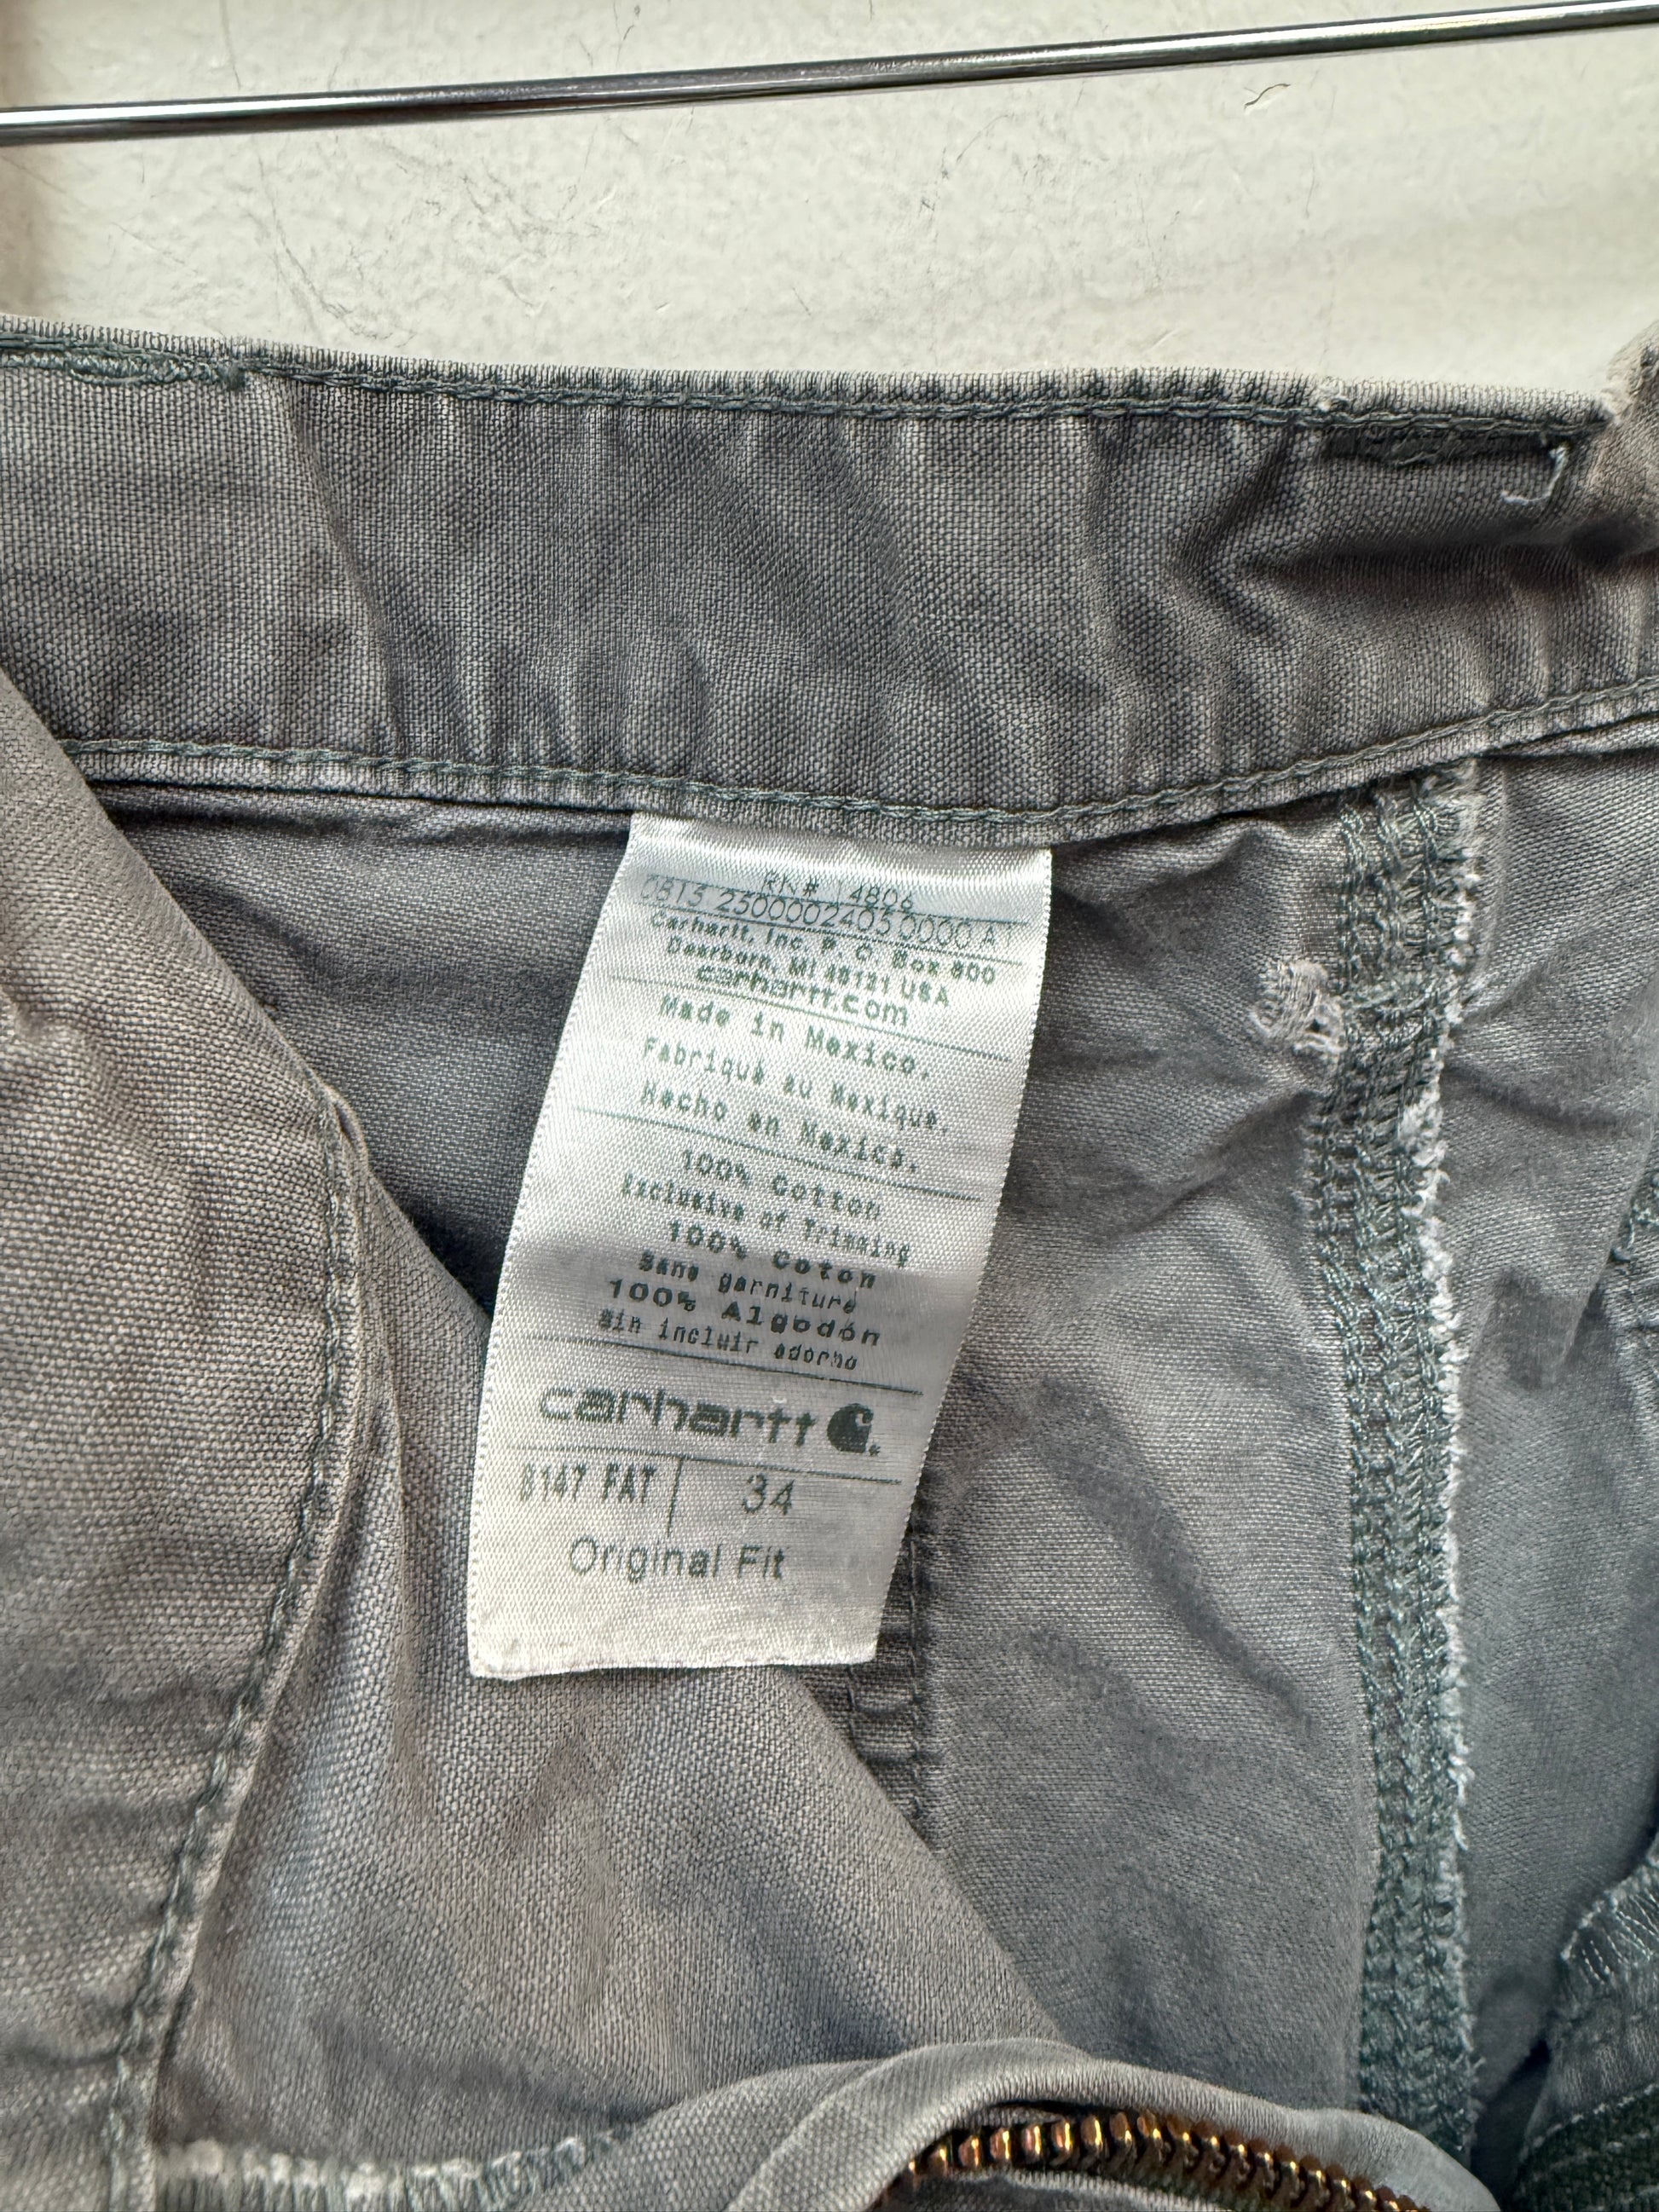 RN# 14806
0813 2500002405 0000 A1
Carhartt, Inc. P. O. Box 600
Dearborn, MI 48121 USA
carhartt.com
Made in Mexico.
Fabriqué au Mexique.
Hecho en Mexico.
100% Cotton
Exclusive of Trimming
100% Coton
Sans garniture
100% Algodón
Sin incluir adorno
carhartt
B147 FAT | 34
Original Fit